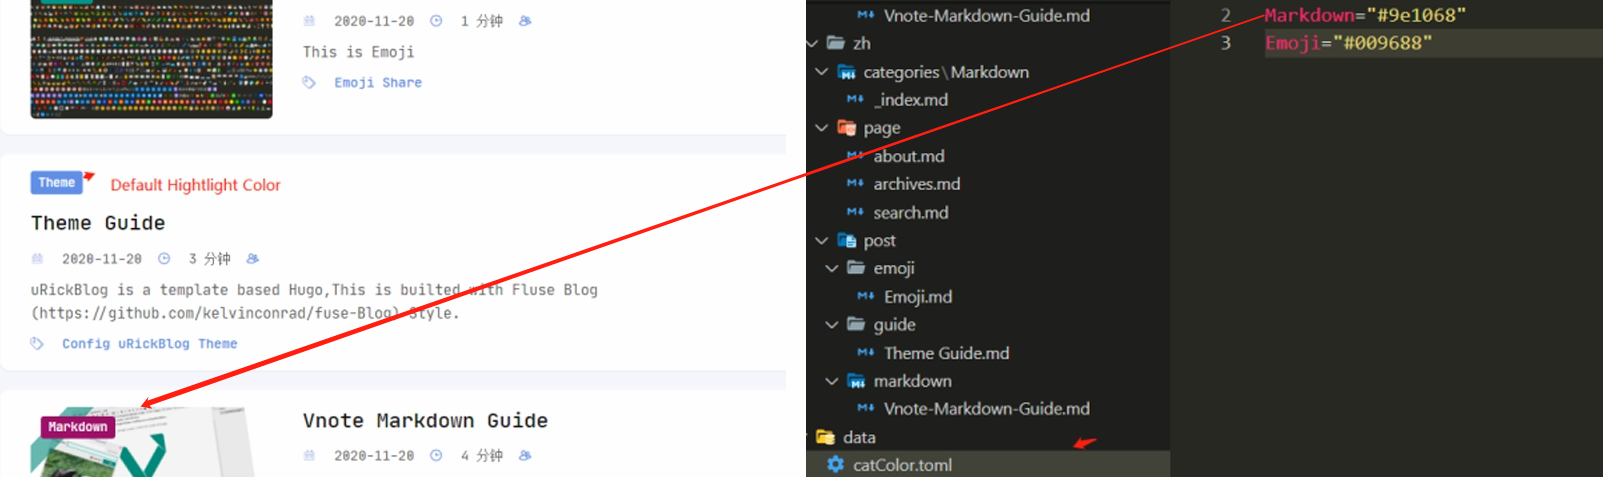 2020-11-20 1 分钟
This is Emoji
Emoji Share
Theme
Default Hightlight Color
Theme Guide
2020-11-20 3 分钟
uRickBlog is a template based Hugo,This is builted with Fluse Blog
(https://github.com/kelvinconrad/fuse-Blog) Style.
Config uRickBlog Theme
Markdown
Vnote Markdown Guide
2020-11-20 4 分钟
Vnote-Markdown-Guide.md
zh
categories\Markdown
_index.md
page
about.md
archives.md
search.md
post
emoji
Emoji.md
guide
Theme Guide.md
markdown
Vnote-Markdown-Guide.md
data
catColor.toml
2 Markdown="#9e1068"
3 Emoji="#009688"